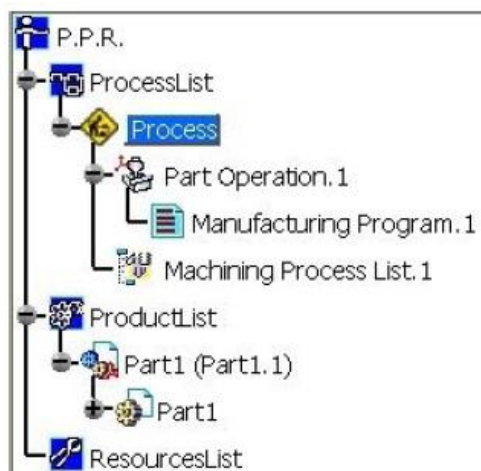 P.P.R.
ProcessList
Process
Part Operation.1
Manufacturing Program.1
Machining Process List.1
ProductList
Part1 (Part1.1)
Part1
ResourcesList